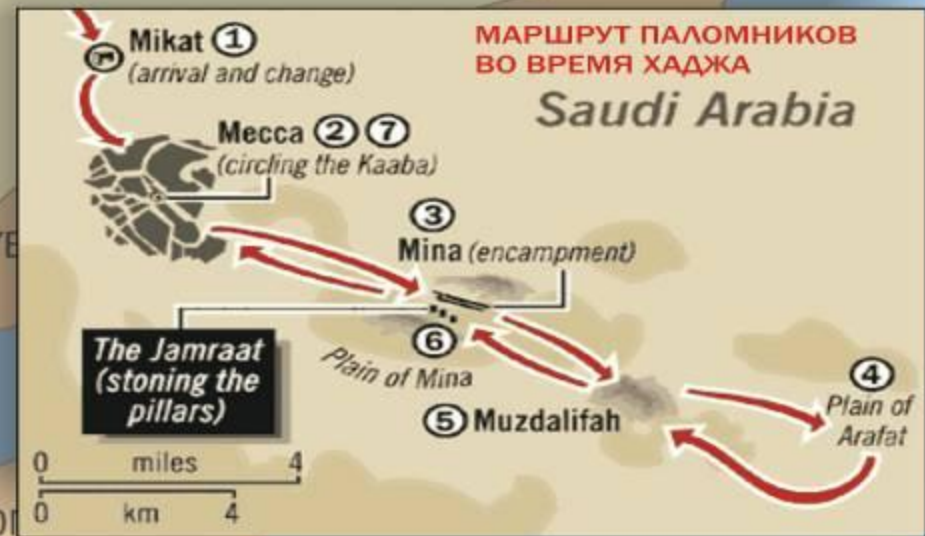 Mikat ①
(arrival and change)
МАРШРУТ ПАЛОМНИКОВ
ВО ВРЕМЯ ХАДЖА
Saudi Arabia
Mecca ② ⑦
(circling the Kaaba)
③
Mina (encampment)
The Jamraat
(stoning the
pillars)
⑥
Plain of Mina
④
Plain of
Arafat
⑤ Muzdalifah
0 miles 4
0 km 4